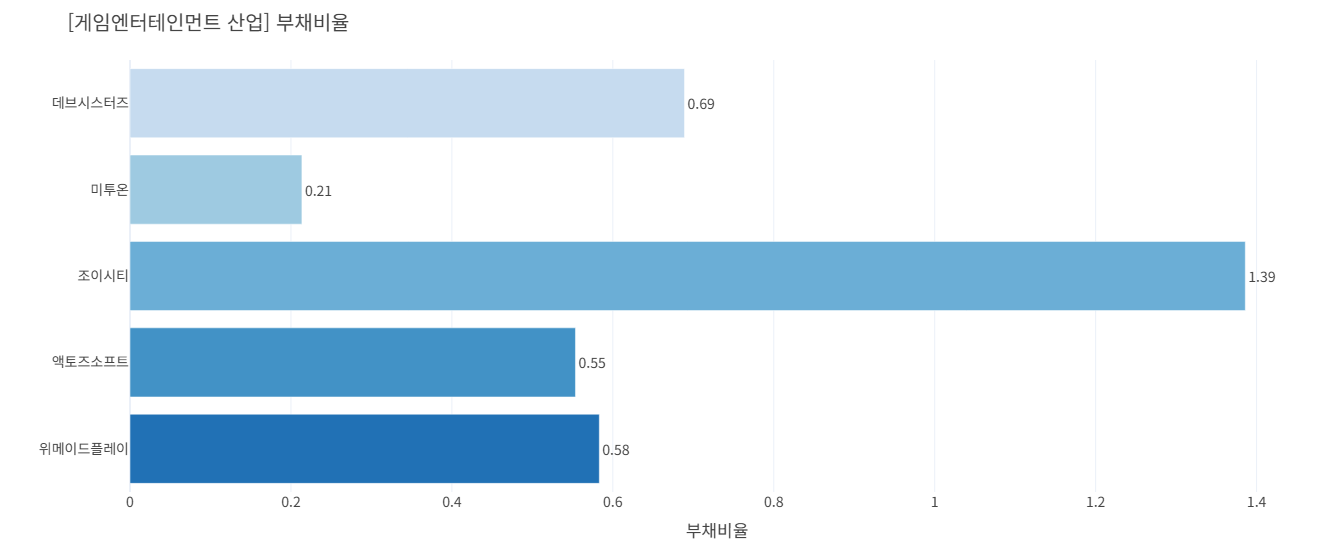 [게임엔터테인먼트 산업] 부채비율
데브시스터즈 0.69
미투온 0.21
조이시티 1.39
액토즈소프트 0.55
위메이드플레이 0.58
0 0.2 0.4 0.6 0.8 1 1.2 1.4
부채비율